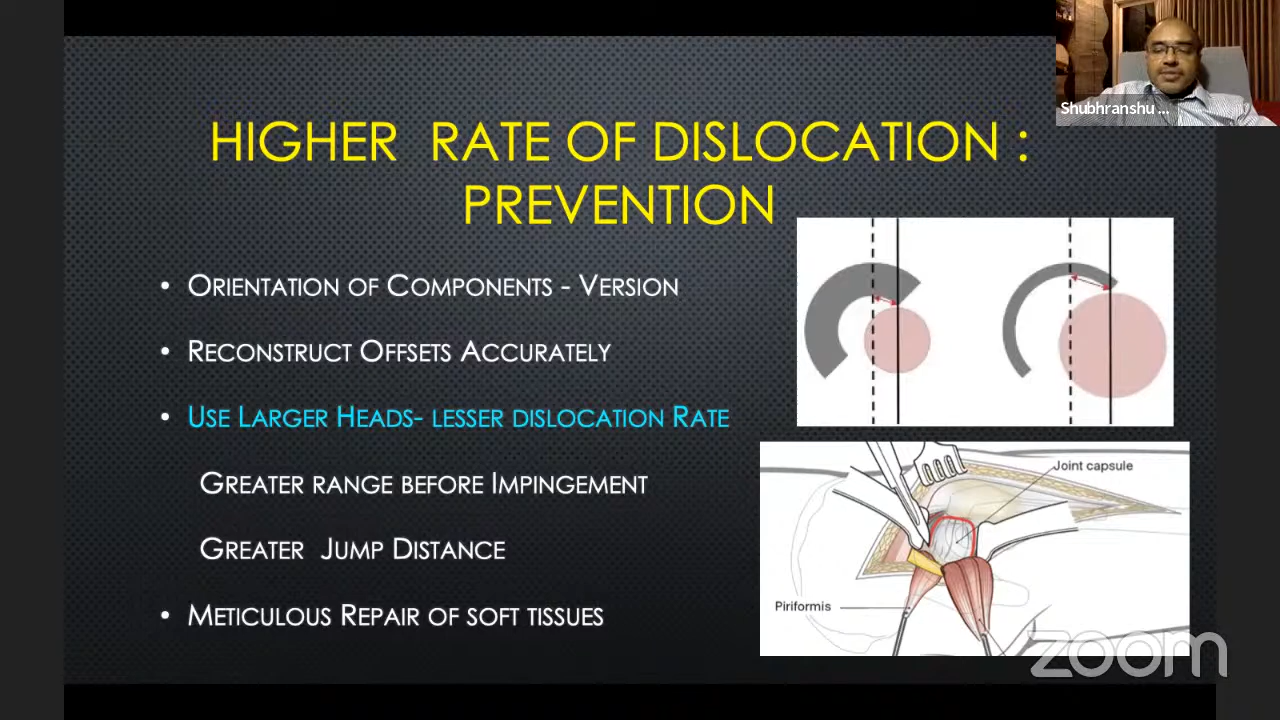 Shubhranshu ...
HIGHER RATE OF DISLOCATION :
PREVENTION
• ORIENTATION OF COMPONENTS - VERSION
• RECONSTRUCT OFFSETS ACCURATELY
• USE LARGER HEADS- LESSER DISLOCATION RATE
GREATER RANGE BEFORE IMPINGEMENT
GREATER JUMP DISTANCE
• METICULOUS REPAIR OF SOFT TISSUES
Joint capsule
Piriformis
zoom